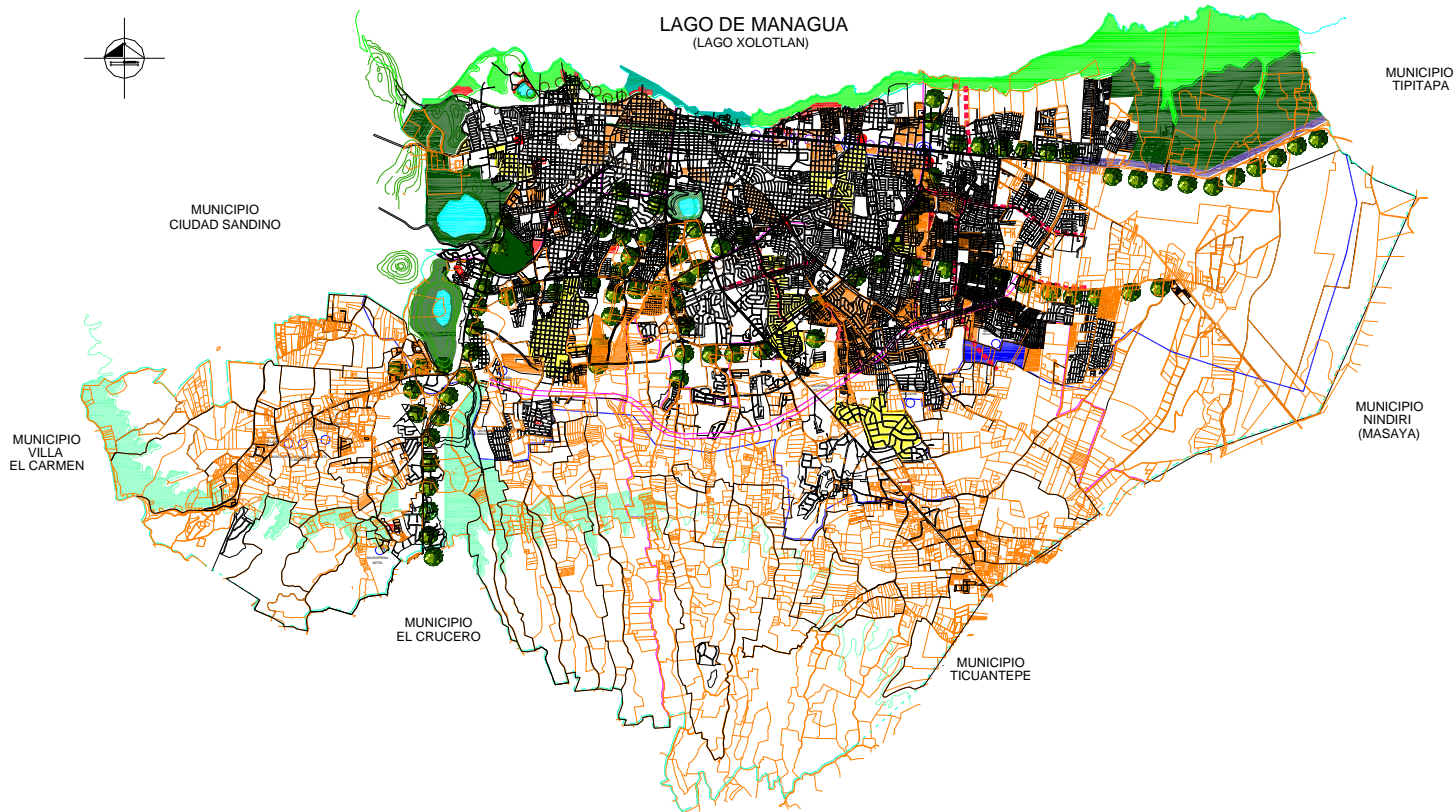 LAGO DE MANAGUA
(LAGO XOLOTLAN)
MUNICIPIO
TIPITAPA
MUNICIPIO
CIUDAD SANDINO
MUNICIPIO
VILLA
EL CARMEN
MUNICIPIO
NINDIRI
(MASAYA)
MUNICIPIO
EL CRUCERO
MUNICIPIO
TICUANTEPE